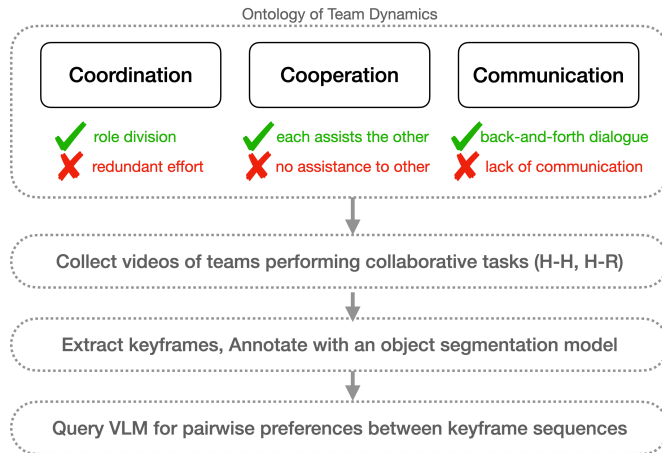 Ontology of Team Dynamics
Coordination Cooperation Communication
role division each assists the other back-and-forth dialogue
redundant effort no assistance to other lack of communication
Collect videos of teams performing collaborative tasks (H-H, H-R)
Extract keyframes, Annotate with an object segmentation model
Query VLM for pairwise preferences between keyframe sequences